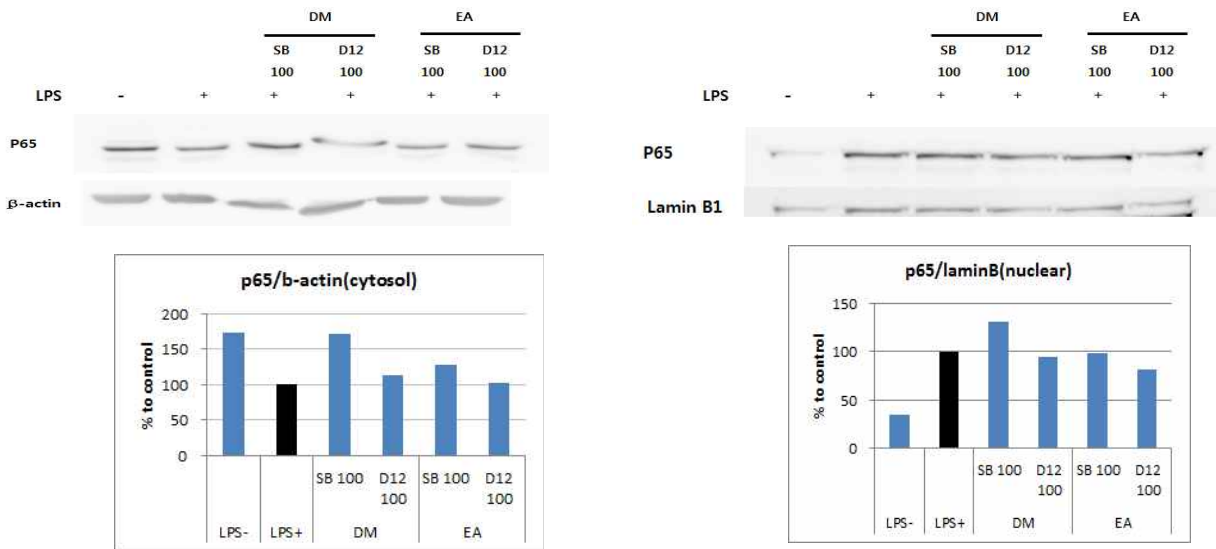 DM EA
SB D12 SB D12
100 100 100 100
LPS - + + + + +
P65
β-actin
p65/b-actin(cytosol)
% to control
200
150
100
50
0
SB 100 D12 100 SB 100 D12 100
LPS- LPS+ DM EA
DM EA
SB D12 SB D12
100 100 100 100
LPS - + + + + +
P65
Lamin B1
p65/laminB(nuclear)
% to control
150
100
50
0
SB 100 D12 100 SB 100 D12 100
LPS- LPS+ DM EA